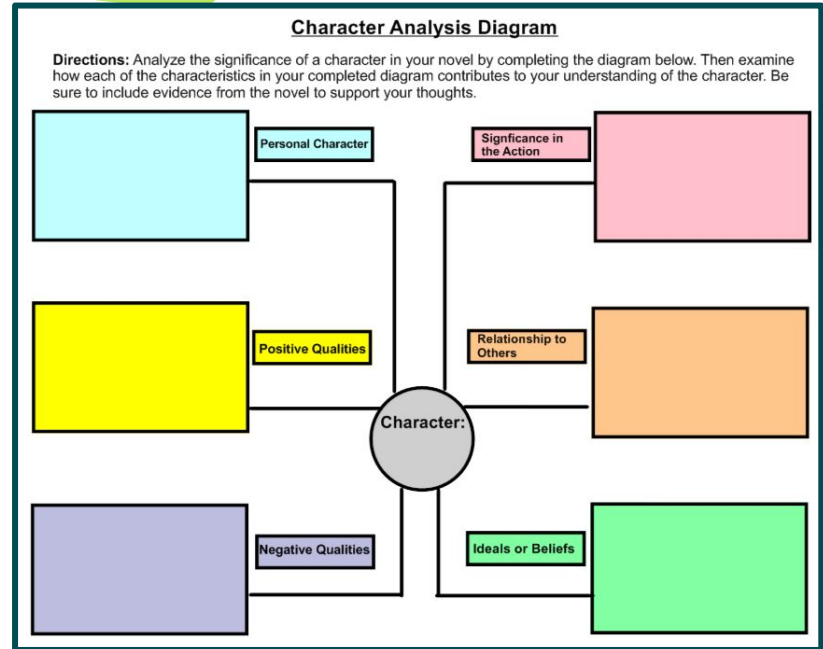 Character Analysis Diagram
Directions: Analyze the significance of a character in your novel by completing the diagram below. Then examine
how each of the characteristics in your completed diagram contributes to your understanding of the character. Be
sure to include evidence from the novel to support your thoughts.
Personal Character
Signficance in
the Action
Positive Qualities
Relationship to
Others
Character:
Negative Qualities
Ideals or Beliefs